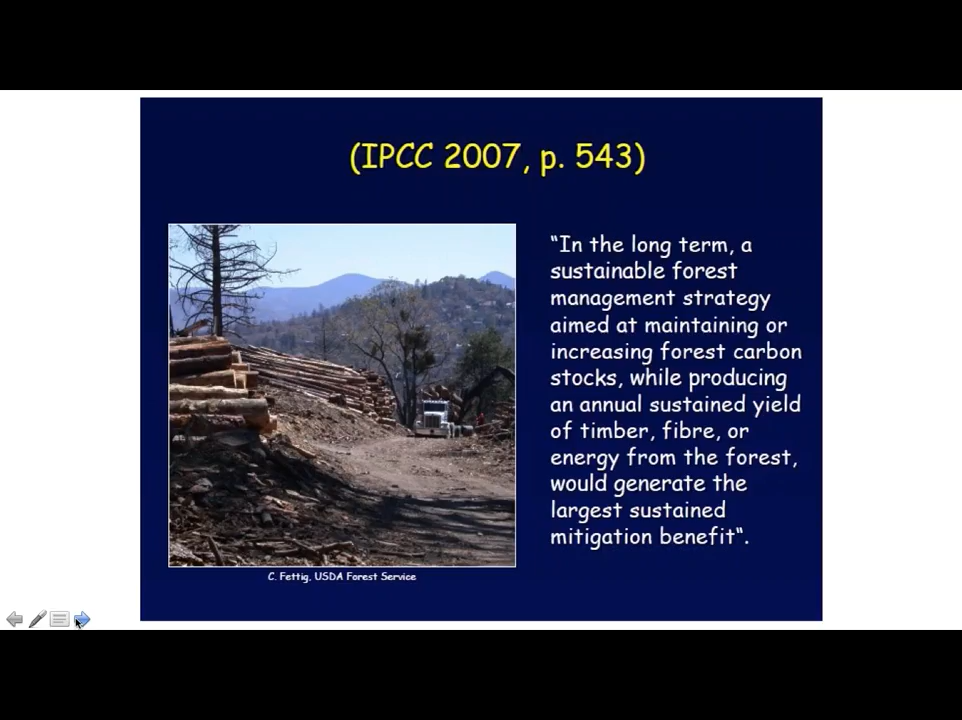 (IPCC 2007, p. 543)
“In the long term, a
sustainable forest
management strategy
aimed at maintaining or
increasing forest carbon
stocks, while producing
an annual sustained yield
of timber, fibre, or
energy from the forest,
would generate the
largest sustained
mitigation benefit“.
C. Fettig, USDA Forest Service